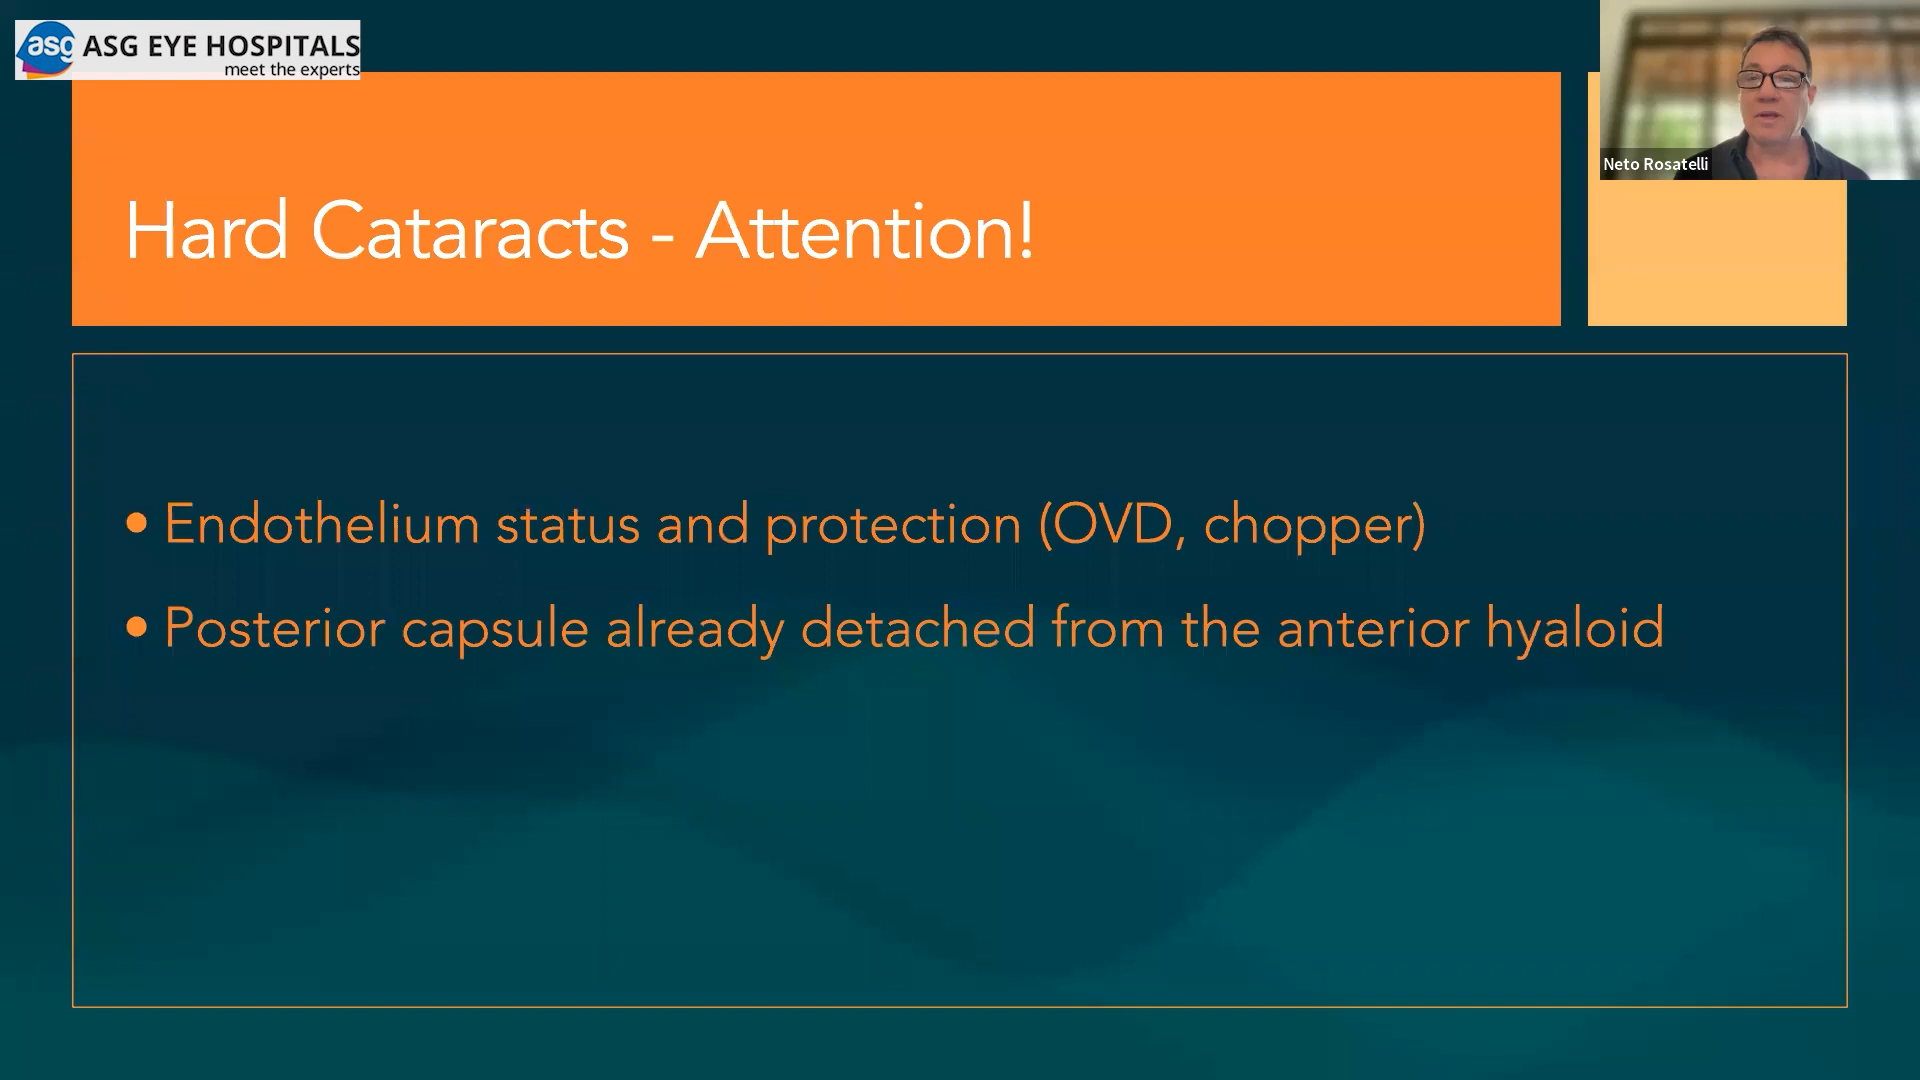 asg ASG EYE HOSPITALS
meet the experts
Neto Rosatelli
Hard Cataracts - Attention!
• Endothelium status and protection (OVD, chopper)
• Posterior capsule already detached from the anterior hyaloid